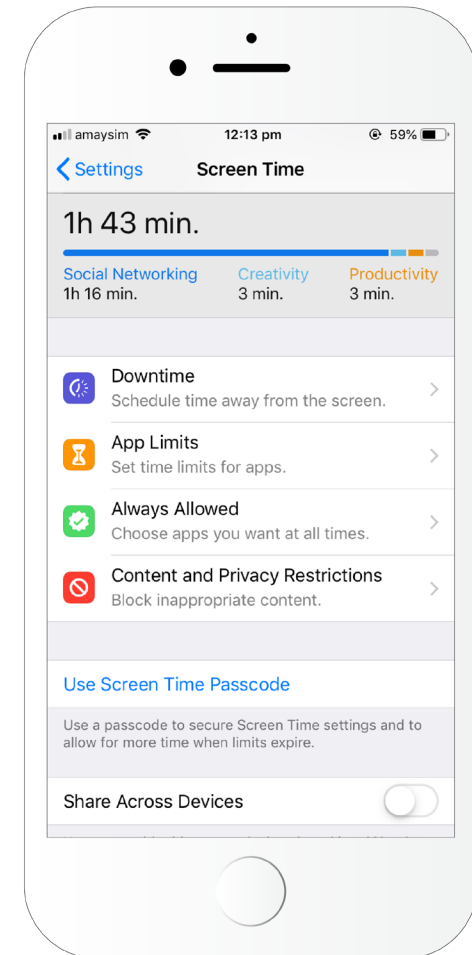 amaysim 12:13 pm 59%
Settings Screen Time
1h 43 min.
Social Networking Creativity Productivity
1h 16 min. 3 min. 3 min.
Downtime
Schedule time away from the screen.
App Limits
Set time limits for apps.
Always Allowed
Choose apps you want at all times.
Content and Privacy Restrictions
Block inappropriate content.
Use Screen Time Passcode
Use a passcode to secure Screen Time settings and to
allow for more time when limits expire.
Share Across Devices